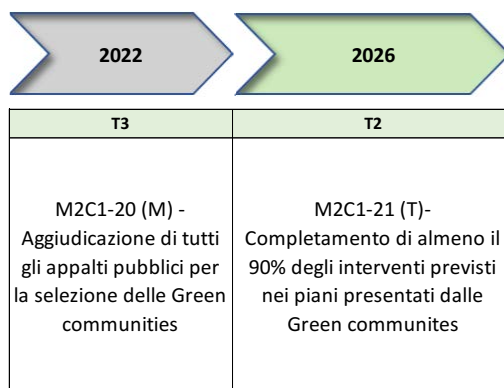 2022
2026
T3
T2
M2C1-20 (M) -
Aggiudicazione di tutti
gli appalti pubblici per
la selezione delle Green
communities
M2C1-21 (T)-
Completamento di almeno il
90% degli interventi previsti
nei piani presentati dalle
Green communites